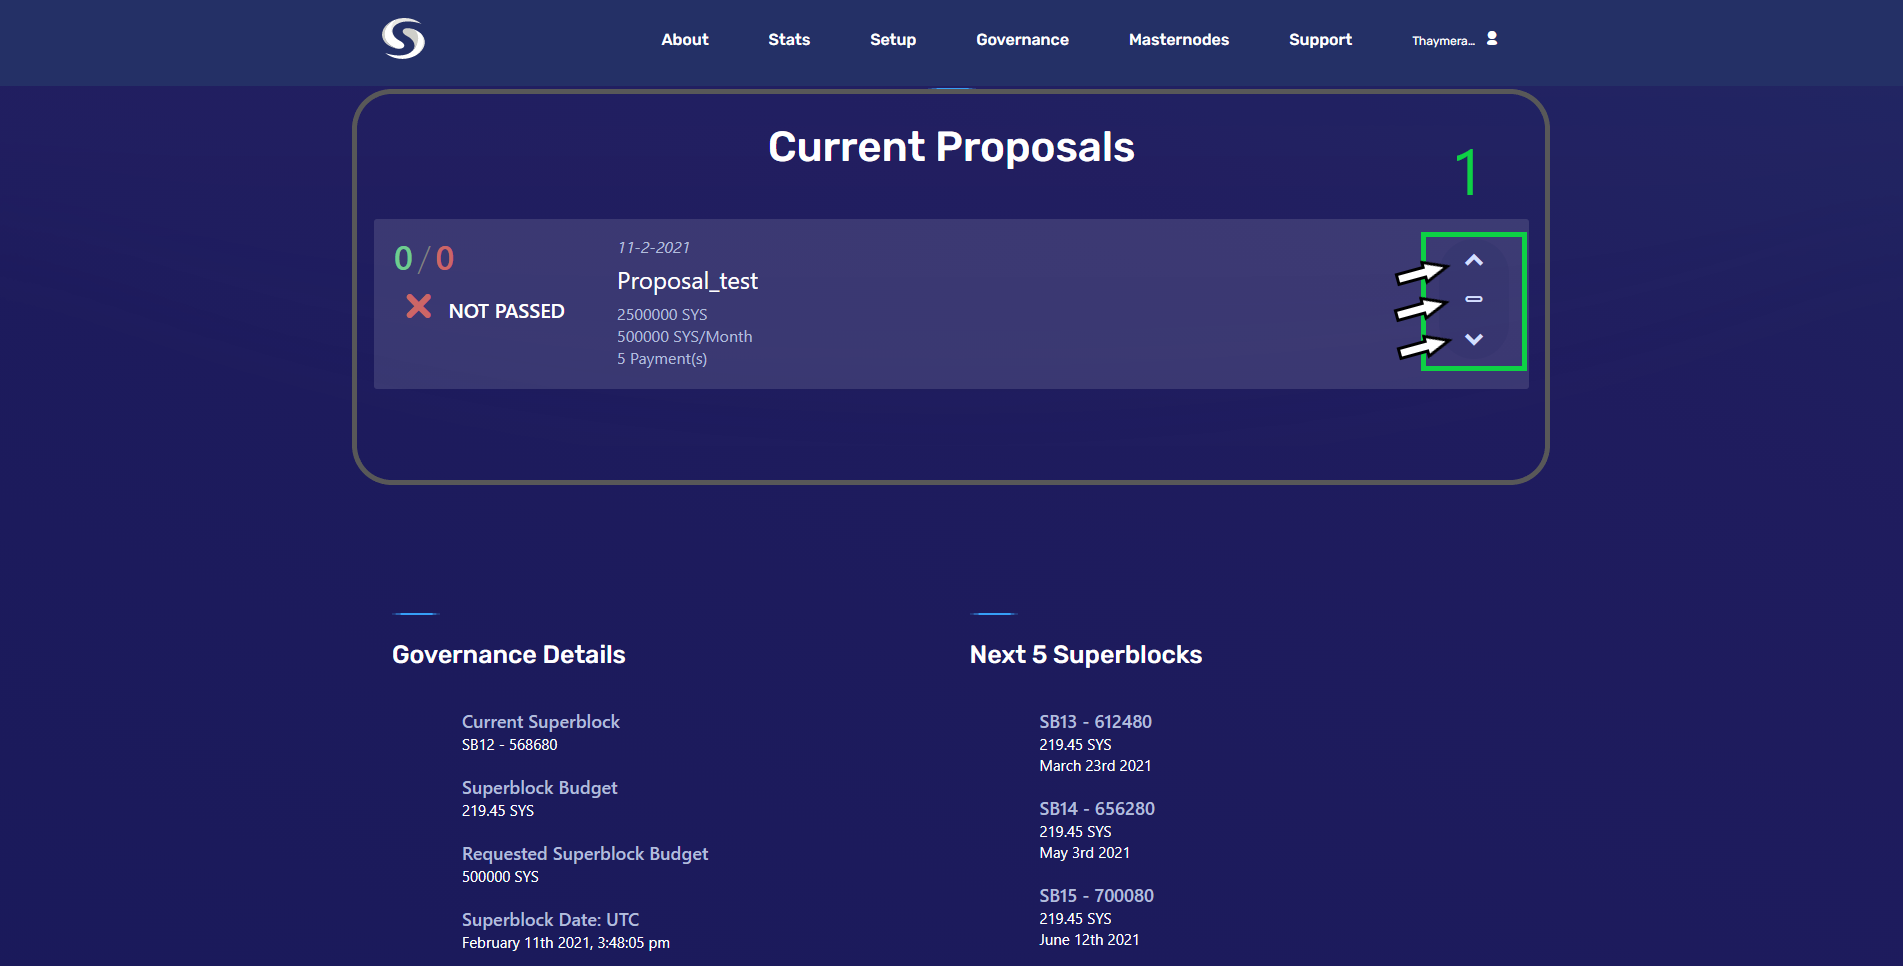 About
Stats
Setup
Governance
Masternodes
Support
Thaymera...
Current Proposals
1
0/0
NOT PASSED
11-2-2021
Proposal_test
2500000 SYS
500000 SYS/Month
5 Payment(s)
Governance Details
Current Superblock
SB12 - 568680
Superblock Budget
219.45 SYS
Requested Superblock Budget
500000 SYS
Superblock Date: UTC
February 11th 2021, 3:48:05 pm
Next 5 Superblocks
SB13 - 612480
219.45 SYS
March 23rd 2021
SB14 - 656280
219.45 SYS
May 3rd 2021
SB15 - 700080
219.45 SYS
June 12th 2021